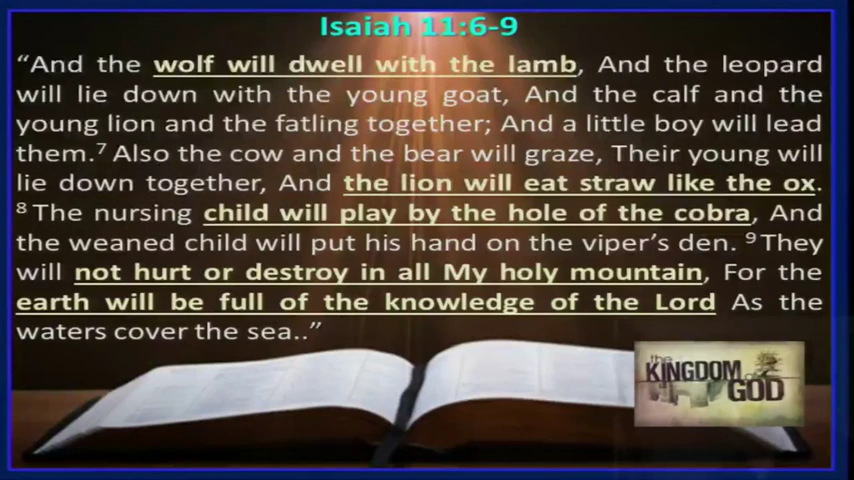 Isaiah 11:6-9
“And the wolf will dwell with the lamb, And the leopard
will lie down with the young goat, And the calf and the
young lion and the fatling together; And a little boy will lead
them.⁷ Also the cow and the bear will graze, Their young will
lie down together, And the lion will eat straw like the ox.
⁸ The nursing child will play by the hole of the cobra, And
the weaned child will put his hand on the viper’s den. ⁹ They
will not hurt or destroy in all My holy mountain, For the
earth will be full of the knowledge of the Lord As the
waters cover the sea..”
the
KINGDOM of
GOD